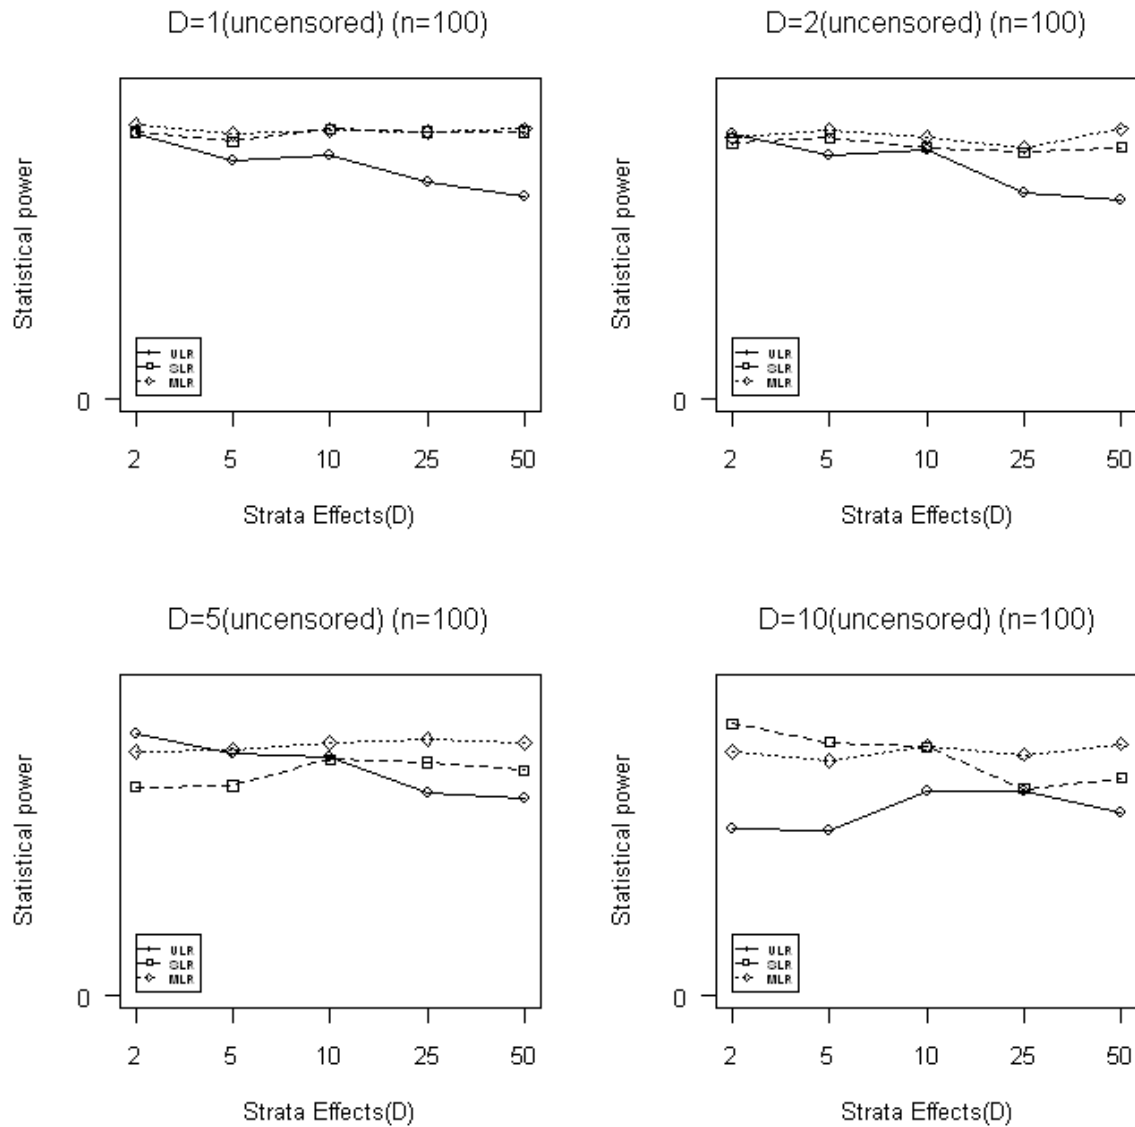 D=1(uncensored) (n=100)
Statistical power
0
ULR
SLR
MLR
2 5 10 25 50
Strata Effects(D)
D=2(uncensored) (n=100)
Statistical power
0
ULR
SLR
MLR
2 5 10 25 50
Strata Effects(D)
D=5(uncensored) (n=100)
Statistical power
0
ULR
SLR
MLR
2 5 10 25 50
Strata Effects(D)
D=10(uncensored) (n=100)
Statistical power
0
ULR
SLR
MLR
2 5 10 25 50
Strata Effects(D)